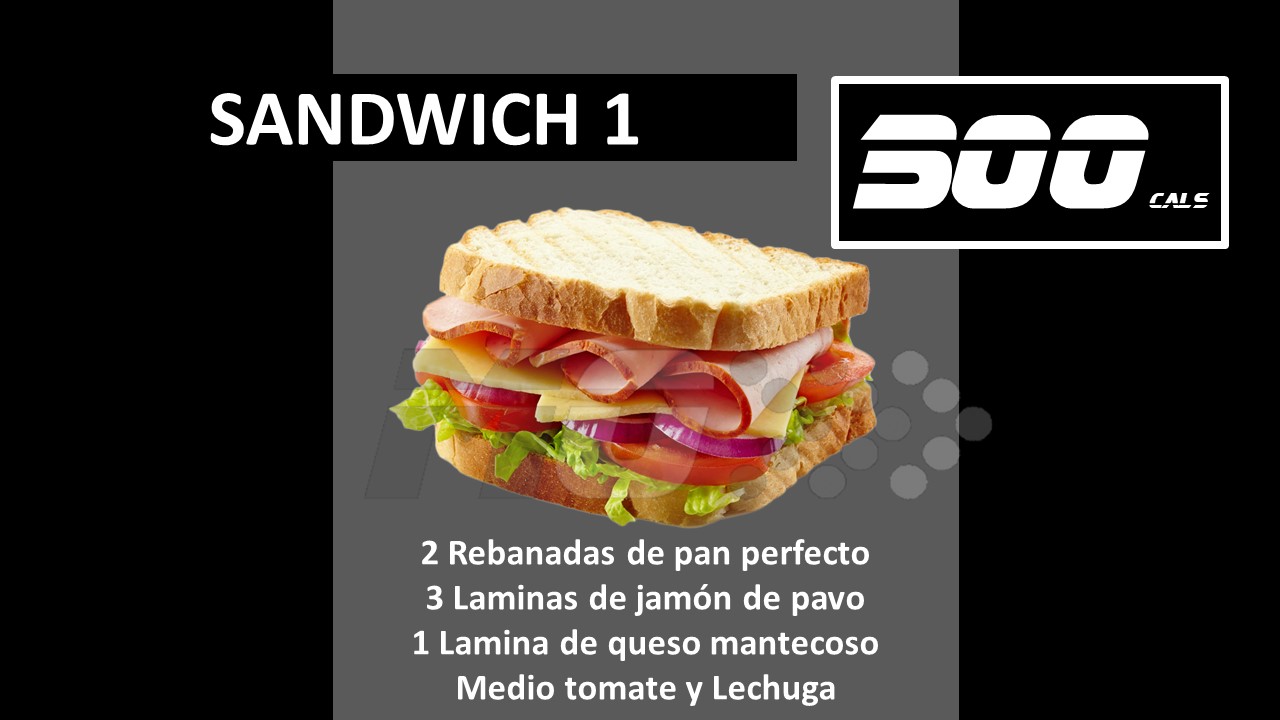 SANDWICH 1
300 CALS
2 Rebanadas de pan perfecto
3 Laminas de jamón de pavo
1 Lamina de queso mantecoso
Medio tomate y Lechuga